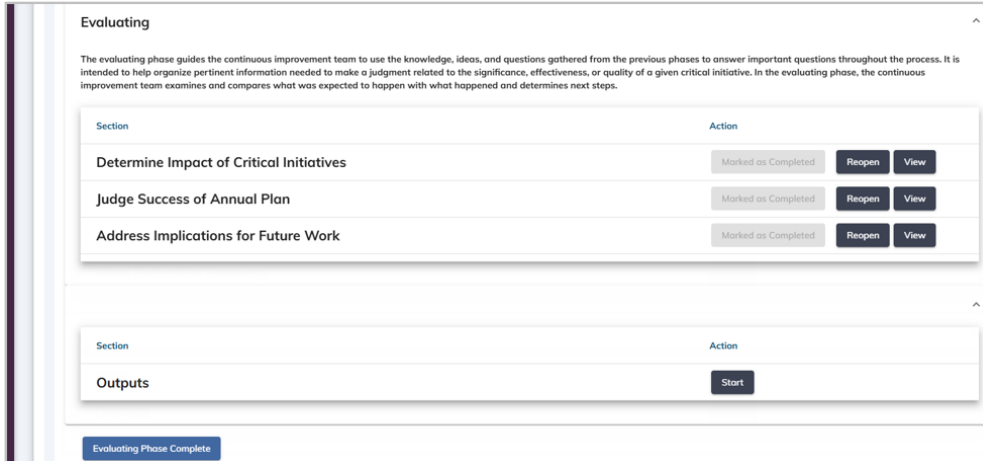 Evaluating
The evaluating phase guides the continuous improvement team to use the knowledge, ideas, and questions gathered from the previous phases to answer important questions throughout the process. It is
intended to help organize pertinent information needed to make a judgment related to the significance, effectiveness, or quality of a given critical initiative. In the evaluating phase, the continuous
improvement team examines and compares what was expected to happen with what happened and determines next steps.
Section Action
Determine Impact of Critical Initiatives Marked as Completed Reopen View
Judge Success of Annual Plan Marked as Completed Reopen View
Address Implications for Future Work Marked as Completed Reopen View
Section Action
Outputs Start
Evaluating Phase Complete